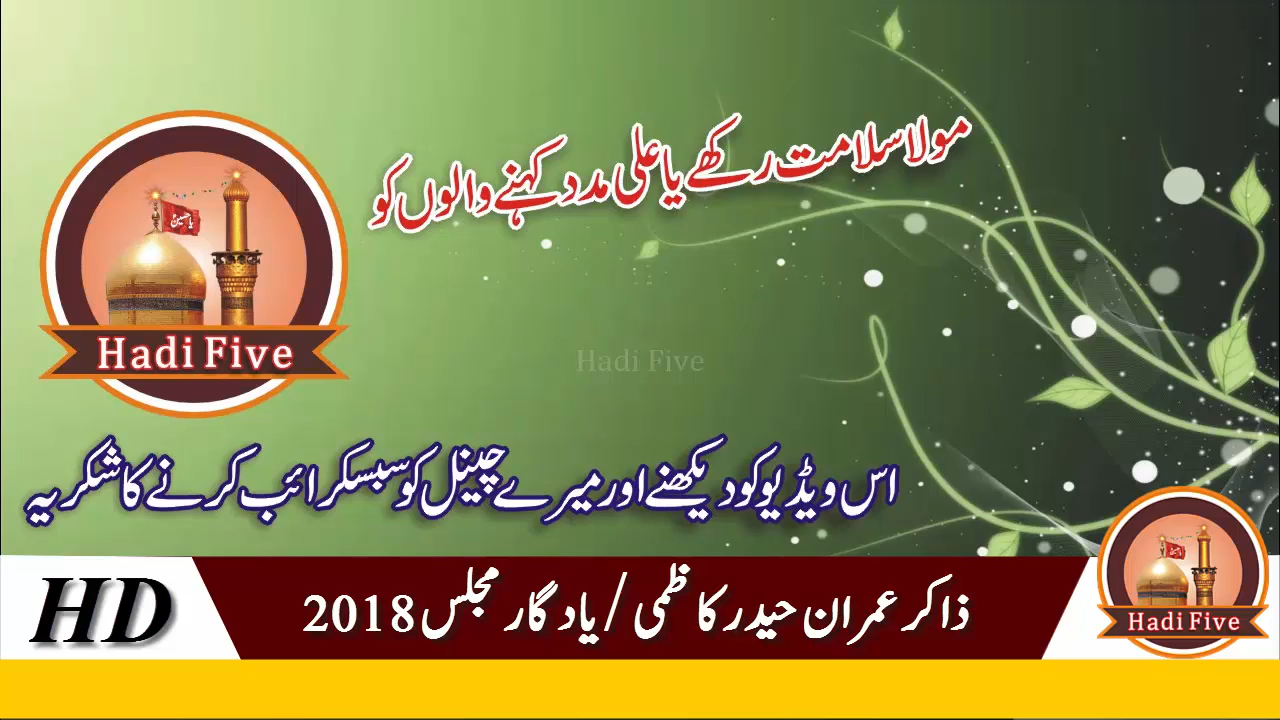 مولا سلامت رکھے یا علی مدد کہنے والوں کو
یاحسینؑ
Hadi Five
Hadi Five
اس ویڈیو کو دیکھنے اور میرے چینل کو سبسکرائب کرنے کا شکریہ
HD
ذاکر عمران حیدر کاظمی / یادگار مجلس 2018
Hadi Five